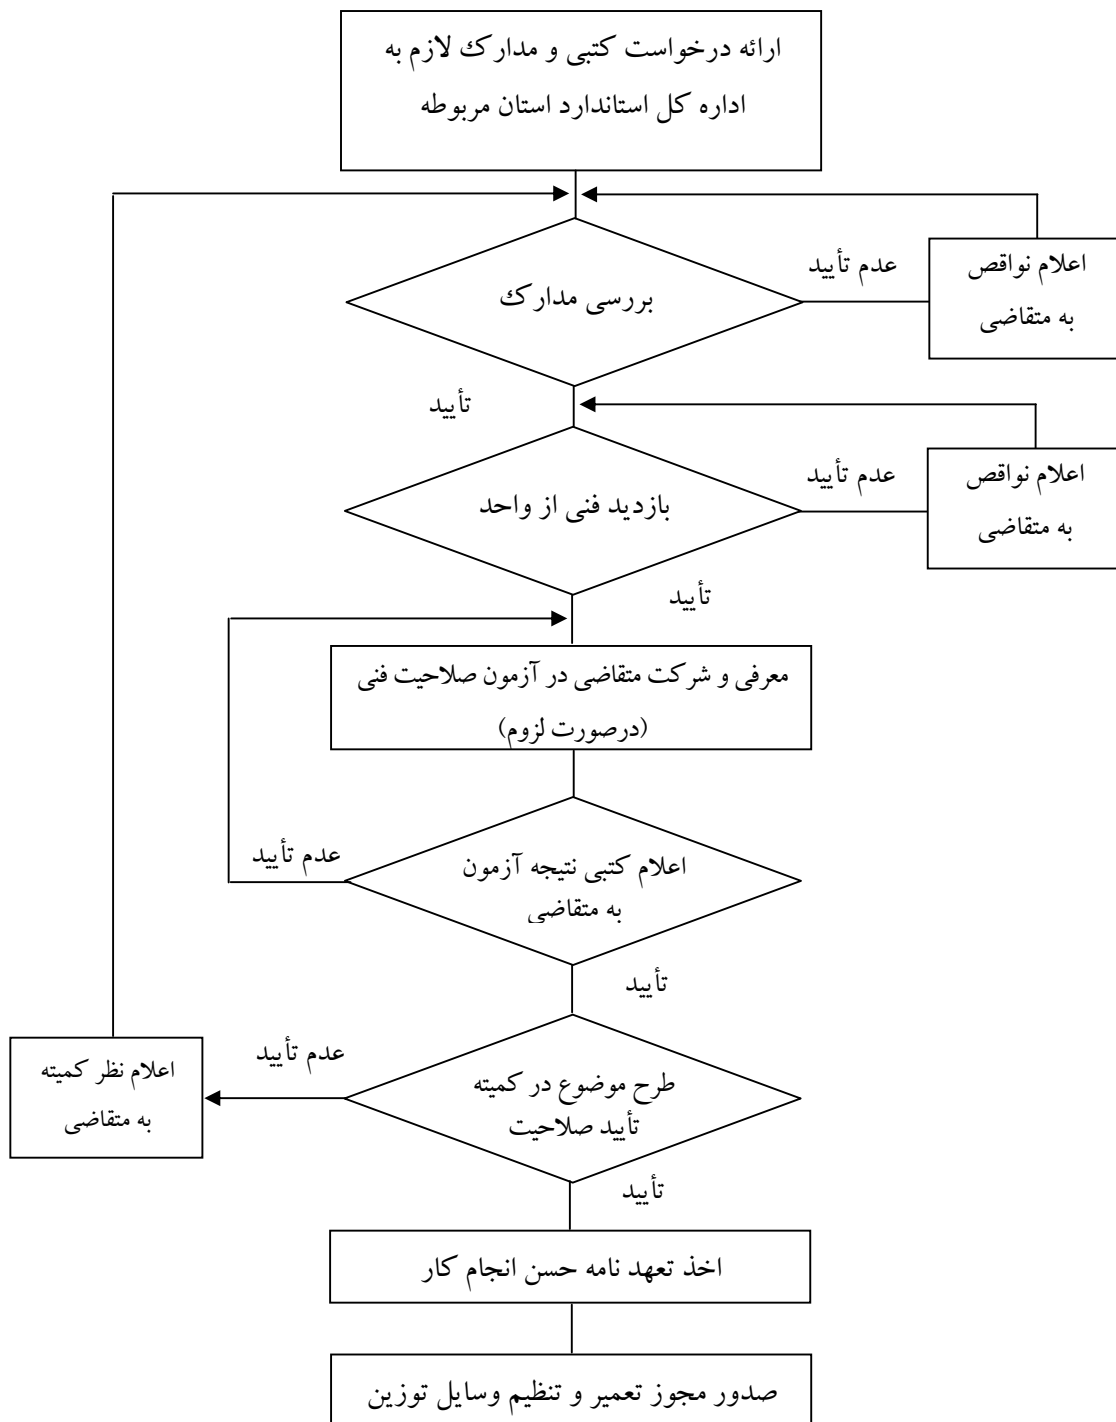 ارائه درخواست کتبی و مدارک لازم به
اداره کل استاندارد استان مربوطه
بررسی مدارک
عدم تأیید
اعلام نواقص
به متقاضی
تأیید
بازدید فنی از واحد
عدم تأیید
اعلام نواقص
به متقاضی
تأیید
معرفی و شرکت متقاضی در آزمون صلاحیت فنی
(درصورت لزوم)
اعلام کتبی نتیجه آزمون
به متقاضی
عدم تأیید
تأیید
طرح موضوع در کمیته
تأیید صلاحیت
عدم تأیید
اعلام نظر کمیته
به متقاضی
تأیید
اخذ تعهد نامه حسن انجام کار
صدور مجوز تعمیر و تنظیم وسایل توزین